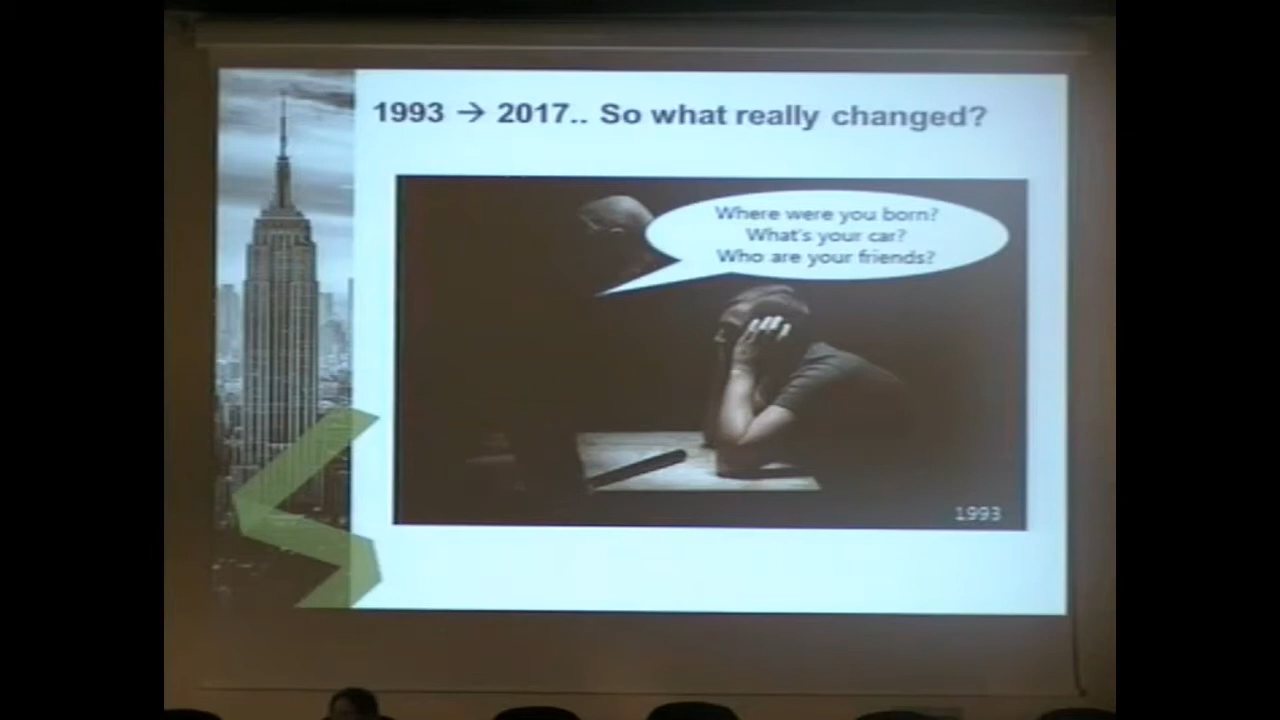 1993 → 2017.. So what really changed?
Where were you born?
What's your car?
Who are your friends?
1993